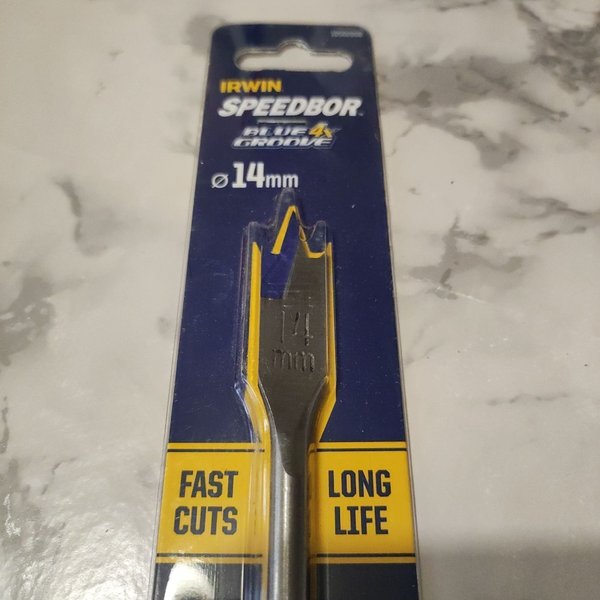 IRWIN
SPEEDBOR
BLUE 4x
GROOVE
Ø 14mm
14
mm
FAST
CUTS
LONG
LIFE